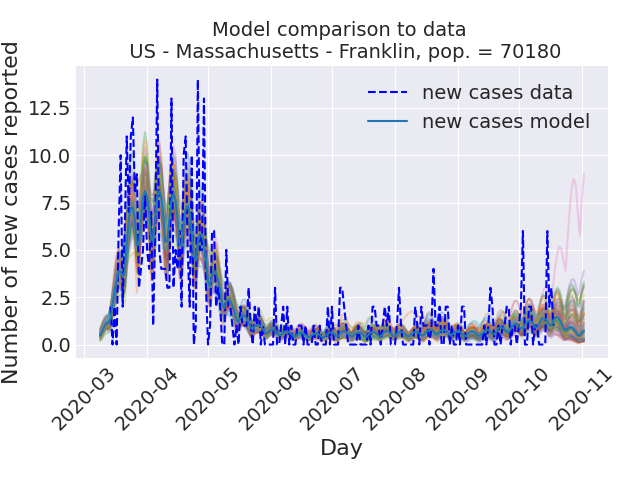 Model comparison to data
US - Massachusetts - Franklin, pop. = 70180
Number of new cases reported
12.5
10.0
7.5
5.0
2.5
0.0
new cases data
new cases model
2020-03
2020-04
2020-05
2020-06
2020-07
2020-08
2020-09
2020-10
2020-11
Day